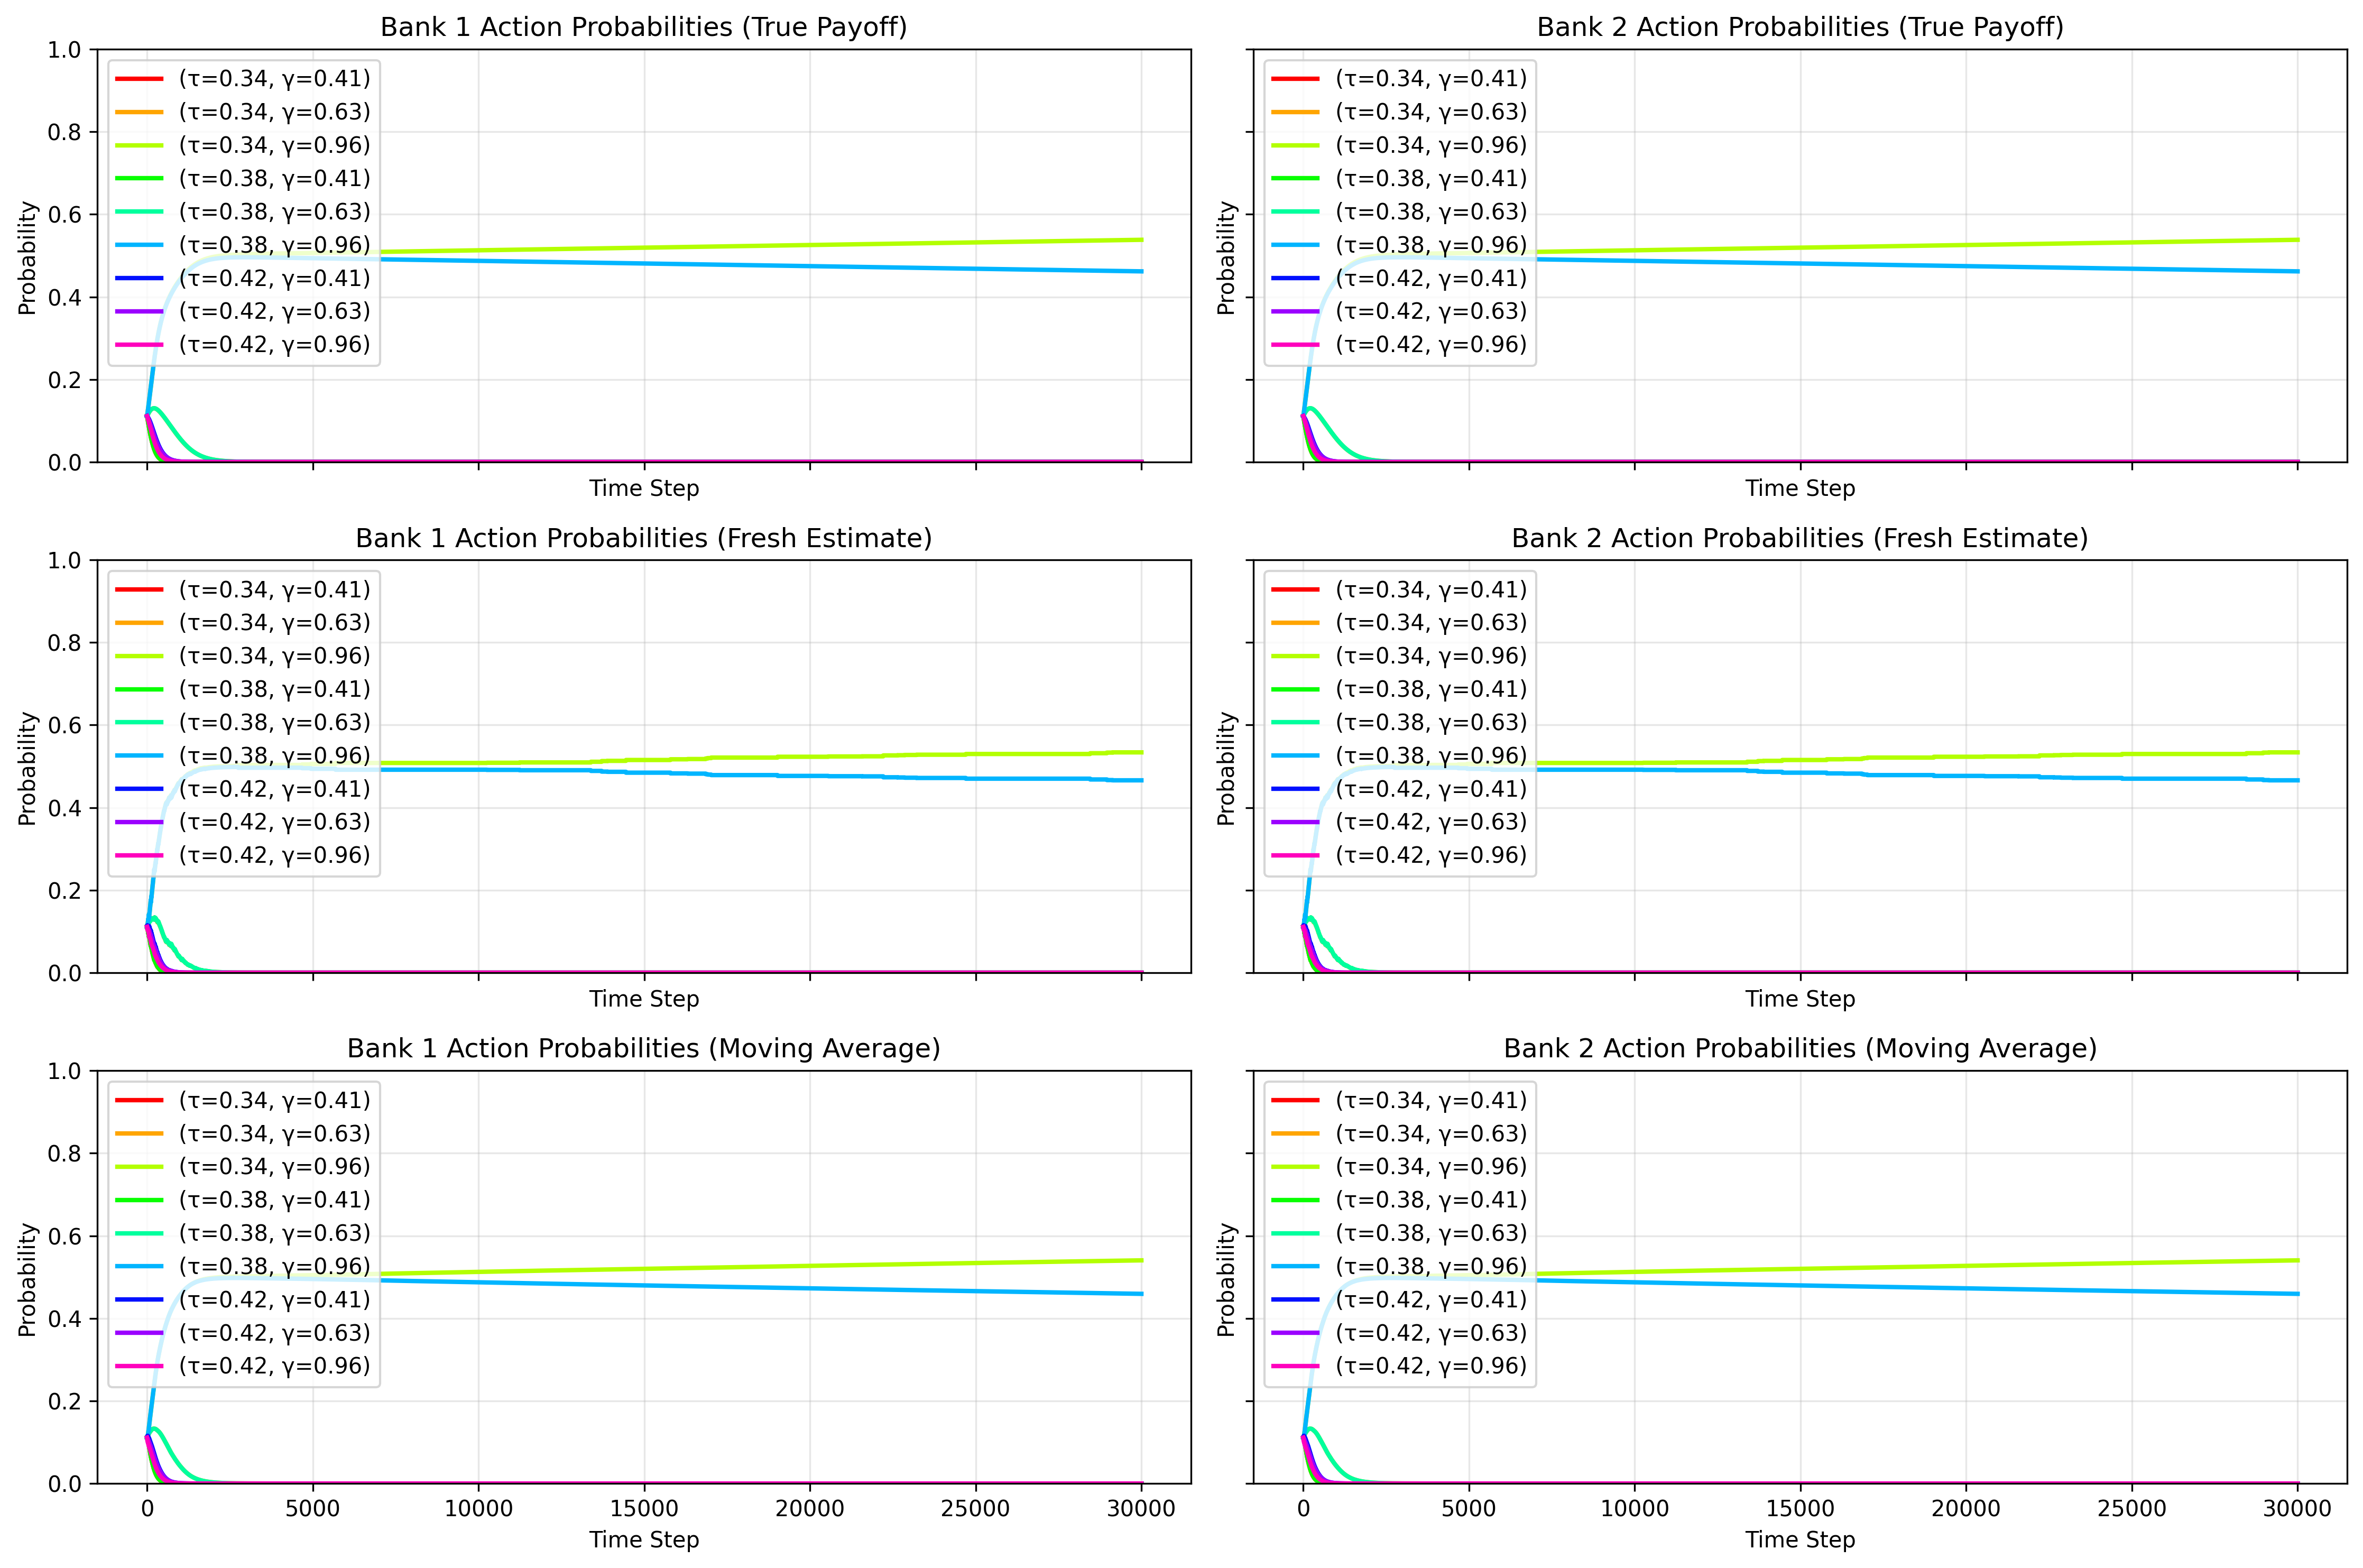 Bank 1 Action Probabilities (True Payoff)
1.0
0.8
0.6
0.4
0.2
0.0
Probability
(τ=0.34, γ=0.41)
(τ=0.34, γ=0.63)
(τ=0.34, γ=0.96)
(τ=0.38, γ=0.41)
(τ=0.38, γ=0.63)
(τ=0.38, γ=0.96)
(τ=0.42, γ=0.41)
(τ=0.42, γ=0.63)
(τ=0.42, γ=0.96)
Time Step
Bank 2 Action Probabilities (True Payoff)
Probability
(τ=0.34, γ=0.41)
(τ=0.34, γ=0.63)
(τ=0.34, γ=0.96)
(τ=0.38, γ=0.41)
(τ=0.38, γ=0.63)
(τ=0.38, γ=0.96)
(τ=0.42, γ=0.41)
(τ=0.42, γ=0.63)
(τ=0.42, γ=0.96)
Time Step
Bank 1 Action Probabilities (Fresh Estimate)
1.0
0.8
0.6
0.4
0.2
0.0
Probability
(τ=0.34, γ=0.41)
(τ=0.34, γ=0.63)
(τ=0.34, γ=0.96)
(τ=0.38, γ=0.41)
(τ=0.38, γ=0.63)
(τ=0.38, γ=0.96)
(τ=0.42, γ=0.41)
(τ=0.42, γ=0.63)
(τ=0.42, γ=0.96)
Time Step
Bank 2 Action Probabilities (Fresh Estimate)
Probability
(τ=0.34, γ=0.41)
(τ=0.34, γ=0.63)
(τ=0.34, γ=0.96)
(τ=0.38, γ=0.41)
(τ=0.38, γ=0.63)
(τ=0.38, γ=0.96)
(τ=0.42, γ=0.41)
(τ=0.42, γ=0.63)
(τ=0.42, γ=0.96)
Time Step
Bank 1 Action Probabilities (Moving Average)
1.0
0.8
0.6
0.4
0.2
0.0
Probability
(τ=0.34, γ=0.41)
(τ=0.34, γ=0.63)
(τ=0.34, γ=0.96)
(τ=0.38, γ=0.41)
(τ=0.38, γ=0.63)
(τ=0.38, γ=0.96)
(τ=0.42, γ=0.41)
(τ=0.42, γ=0.63)
(τ=0.42, γ=0.96)
0 5000 10000 15000 20000 25000 30000
Time Step
Bank 2 Action Probabilities (Moving Average)
Probability
(τ=0.34, γ=0.41)
(τ=0.34, γ=0.63)
(τ=0.34, γ=0.96)
(τ=0.38, γ=0.41)
(τ=0.38, γ=0.63)
(τ=0.38, γ=0.96)
(τ=0.42, γ=0.41)
(τ=0.42, γ=0.63)
(τ=0.42, γ=0.96)
0 5000 10000 15000 20000 25000 30000
Time Step